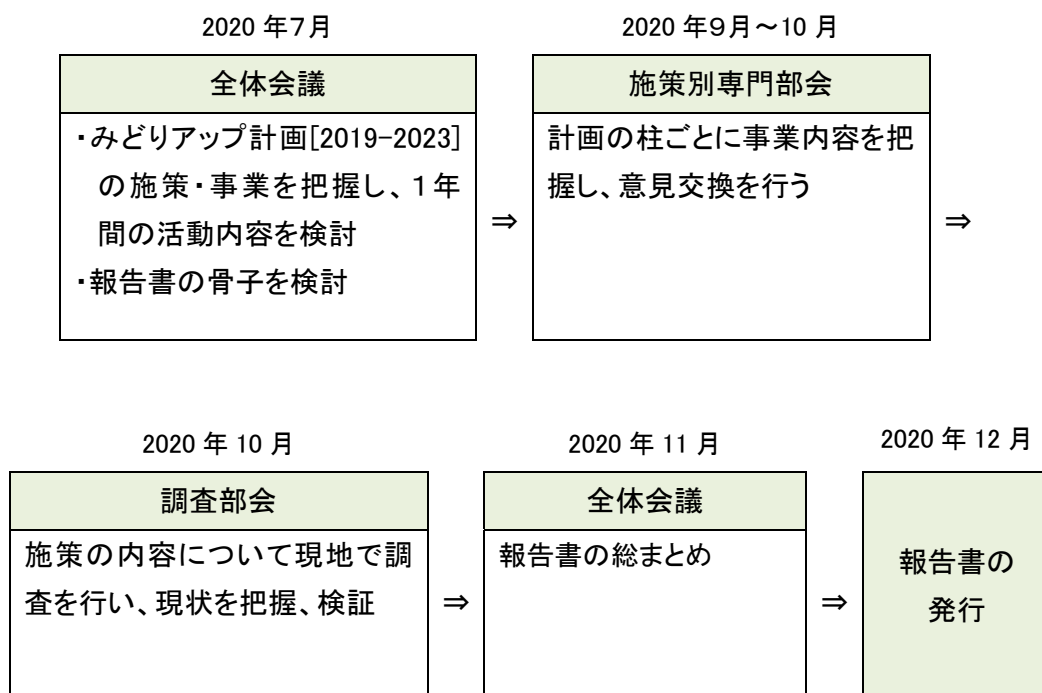 2020 年7月
全体会議
・みどりアップ計画[2019-2023]
の施策・事業を把握し、1年
間の活動内容を検討
・報告書の骨子を検討
⇒
2020 年9月~10 月
施策別専門部会
計画の柱ごとに事業内容を把
握し、意見交換を行う
⇒
2020 年 10 月
調査部会
施策の内容について現地で調
査を行い、現状を把握、検証
⇒
2020 年 11 月
全体会議
報告書の総まとめ
⇒
2020 年 12 月
報告書の
発行